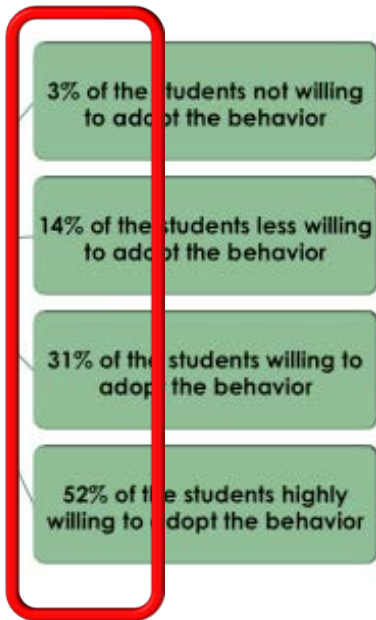 3% of the students not willing
to adopt the behavior
14% of the students less willing
to adopt the behavior
31% of the students willing to
adopt the behavior
52% of the students highly
willing to adopt the behavior